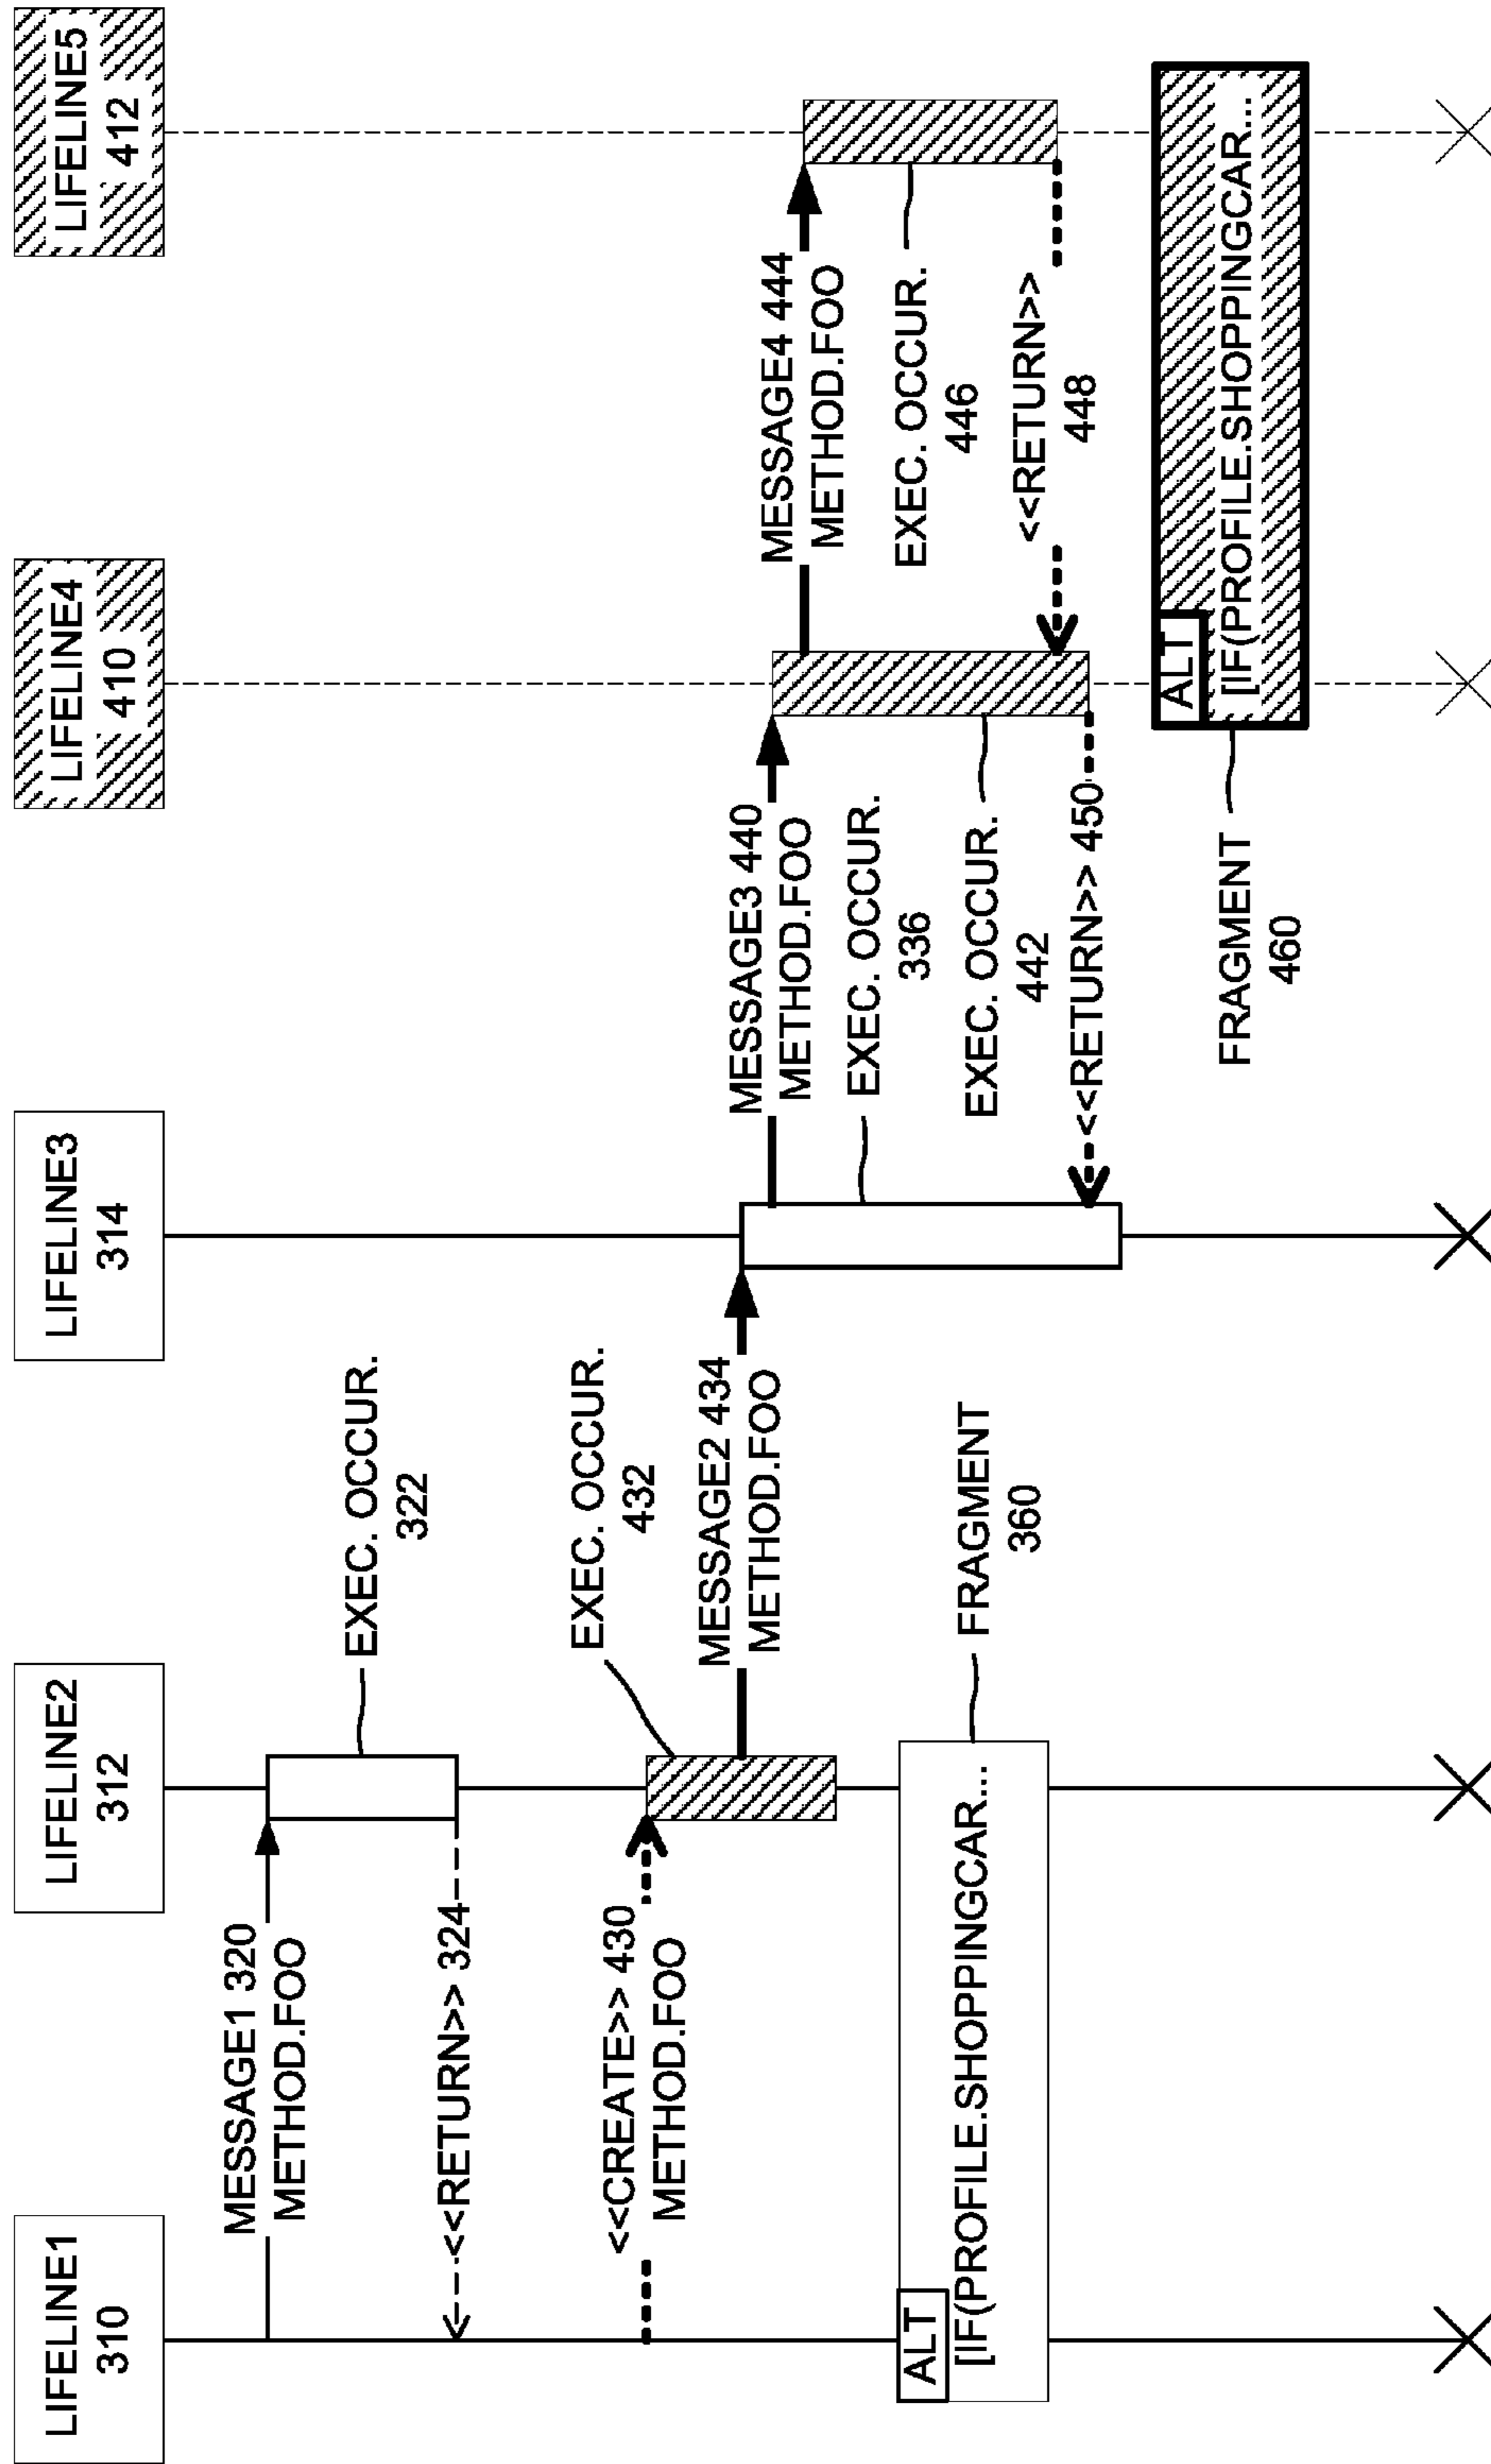 LIFELINE1
310
LIFELINE2
312
LIFELINE3
314
LIFELINE4
410
LIFELINE5
412
MESSAGE1 320
METHOD.FOO
EXEC. OCCUR.
322
<<RETURN>> 324
<<CREATE>> 430
METHOD.FOO
EXEC. OCCUR.
432
MESSAGE2 434
METHOD.FOO
MESSAGE3 440
METHOD.FOO
MESSAGE4 444
METHOD.FOO
EXEC. OCCUR.
336
EXEC. OCCUR.
446
EXEC. OCCUR.
442
<<RETURN>>
448
<<RETURN>> 450
ALT
[IF(PROFILE.SHOPPINGCAR...
FRAGMENT
360
ALT
[IF(PROFILE.SHOPPINGCAR...
FRAGMENT
460